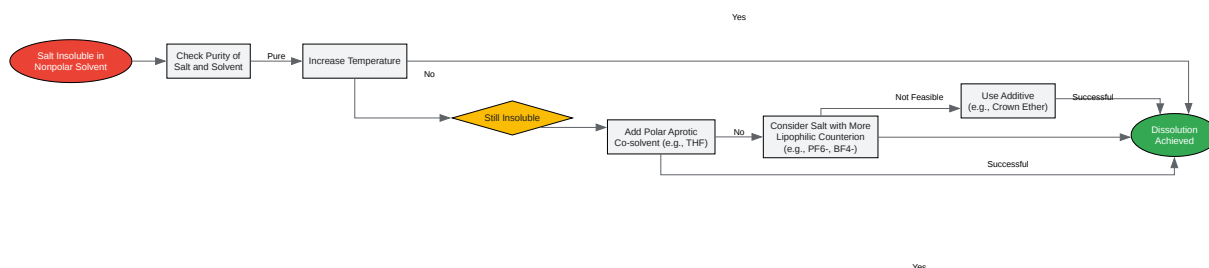 Yes
Salt Insoluble in
Nonpolar Solvent
Check Purity of
Salt and Solvent
Pure
Increase Temperature
No
Still Insoluble
Add Polar Aprotic
Co-solvent (e.g., THF)
No
Consider Salt with More
Lipophilic Counterion
(e.g., PF6-, BF4-)
Not Feasible
Use Additive
(e.g., Crown Ether)
Successful
Dissolution
Achieved
Successful
Yes